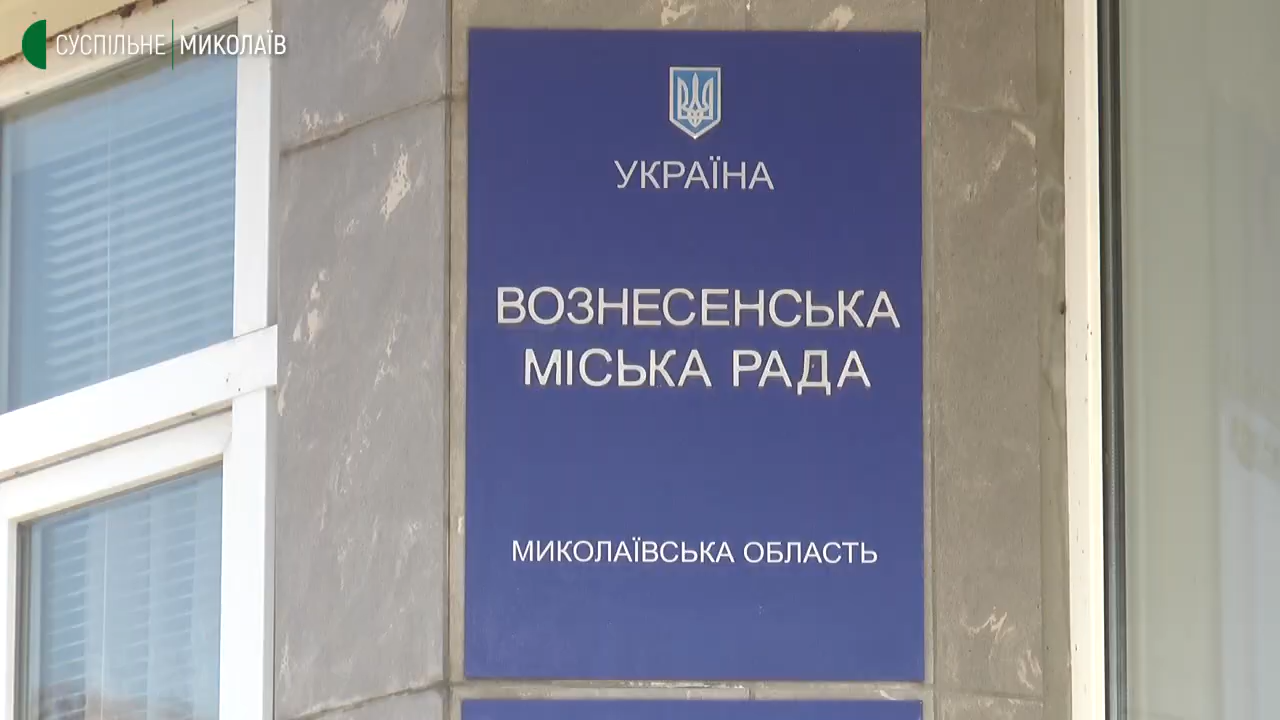 СУСПІЛЬНЕ МИКОЛАЇВ
УКРАЇНА
ВОЗНЕСЕНСЬКА
МІСЬКА РАДА
МИКОЛАЇВСЬКА ОБЛАСТЬ